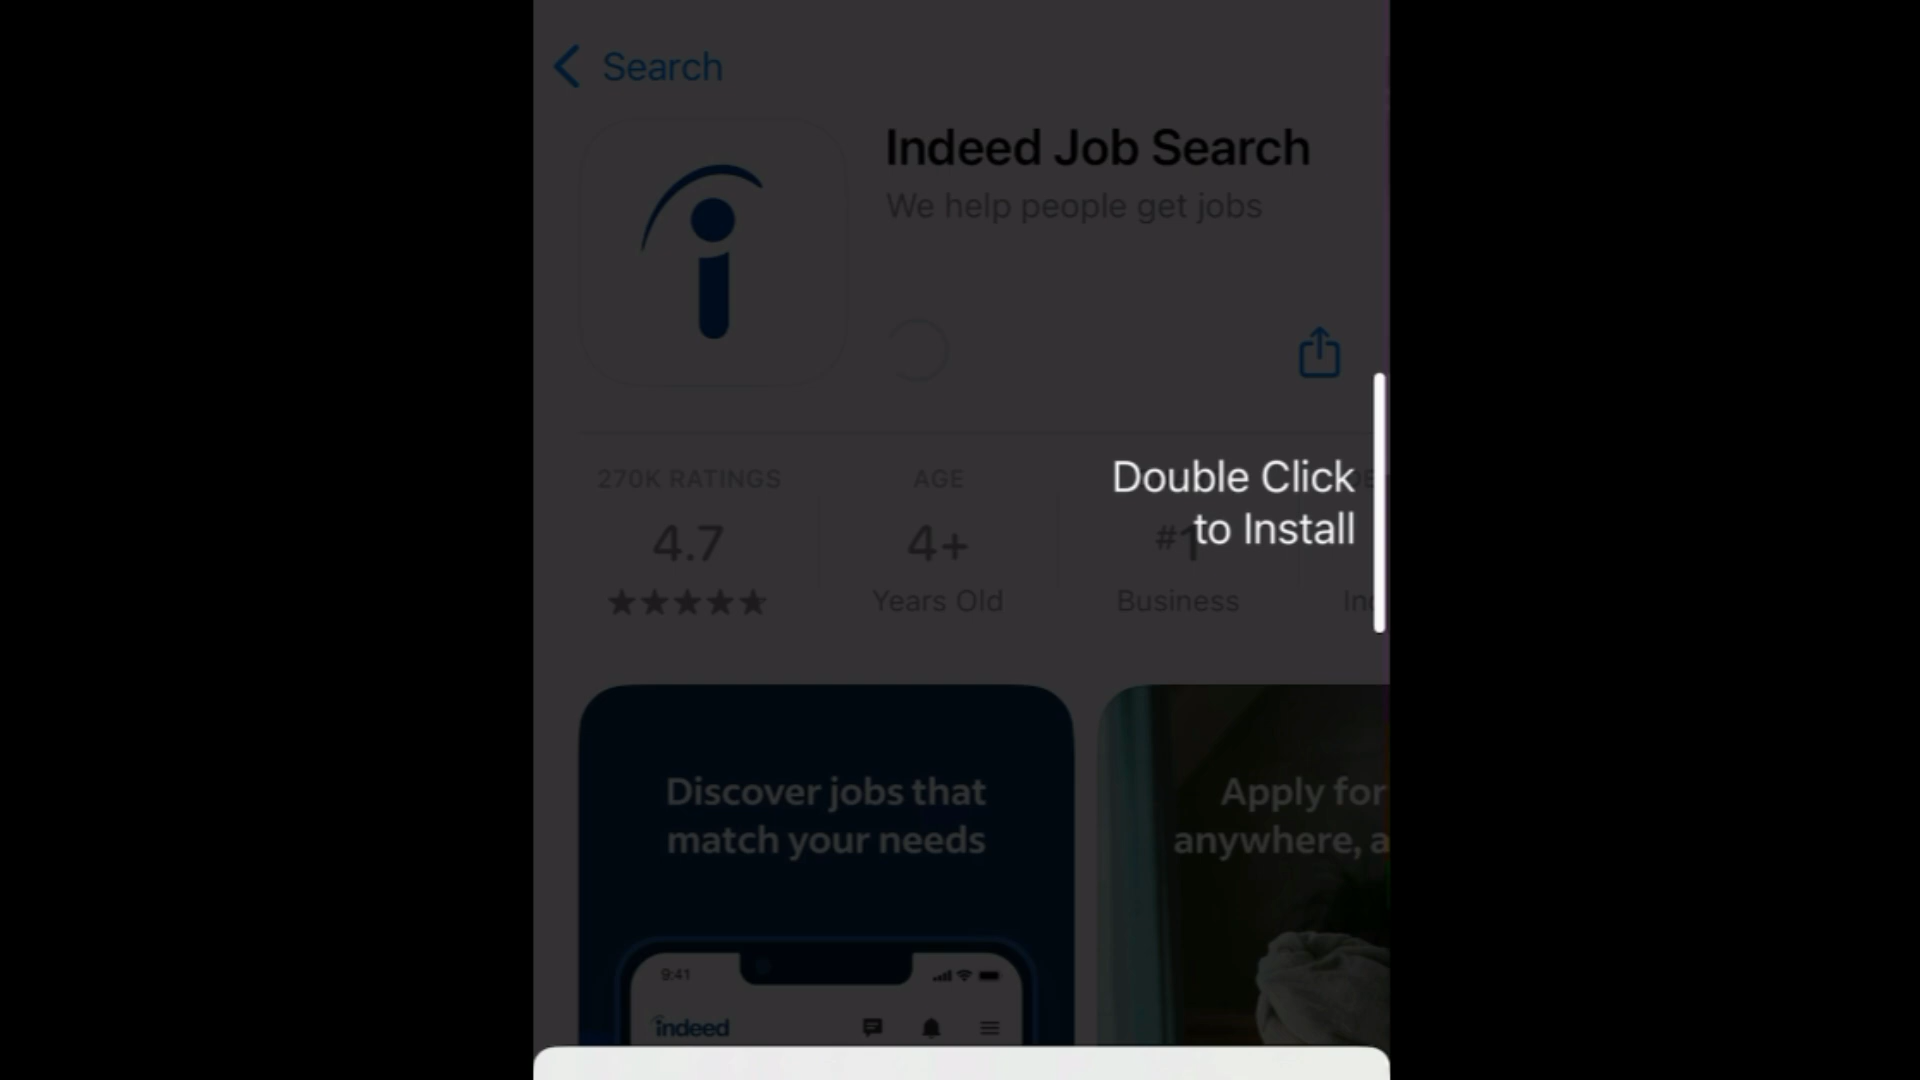 Search
Indeed Job Search
We help people get jobs
270K RATINGS
4.7
AGE
4+
Years Old
#1
Business
Double Click
to Install
Discover jobs that
match your needs
Apply for
anywhere, a
9:41
indeed